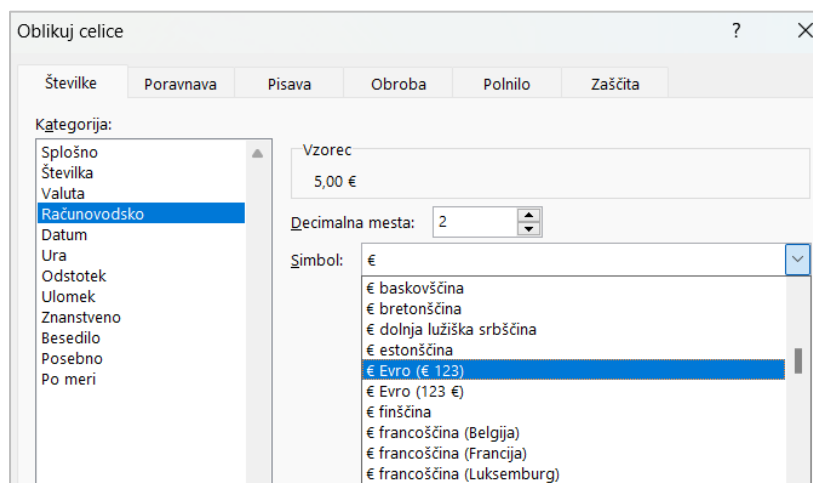 Oblikuj celice ?
Številke Poravnava Pisava Obroba Polnilo Zaščita
Kategorija:
Splošno
Številka
Valuta
Računovodsko
Datum
Ura
Odstotek
Ulomek
Znanstveno
Besedilo
Posebno
Po meri
Vzorec
5,00 €
Decimalna mesta: 2
Simbol: €
€ baskovščina
€ bretonščina
€ dolnja lužiška srbščina
€ estonščina
€ Evro (€ 123)
€ Evro (123 €)
€ finščina
€ francoščina (Belgija)
€ francoščina (Francija)
€ francoščina (Luksemburg)